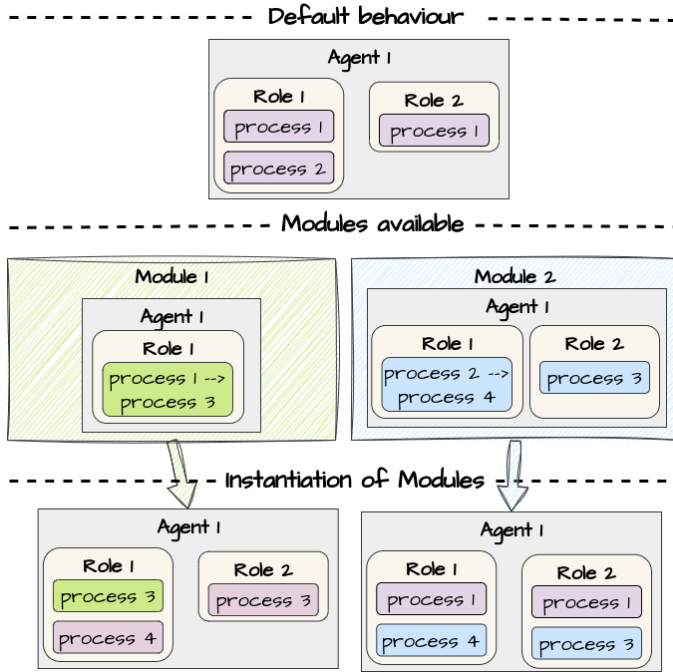 Default behaviour
Agent 1
Role 1
Role 2
process 1
process 1
process 2
Modules available
Module 1
Agent 1
Role 1
process 1 -->
process 3
Module 2
Agent 1
Role 1
Role 2
process 2 -->
process 4
process 3
Instantiation of Modules
Agent 1
Role 1
process 3
process 4
Role 2
process 3
Agent 1
Role 1
process 1
process 4
Role 2
process 1
process 3